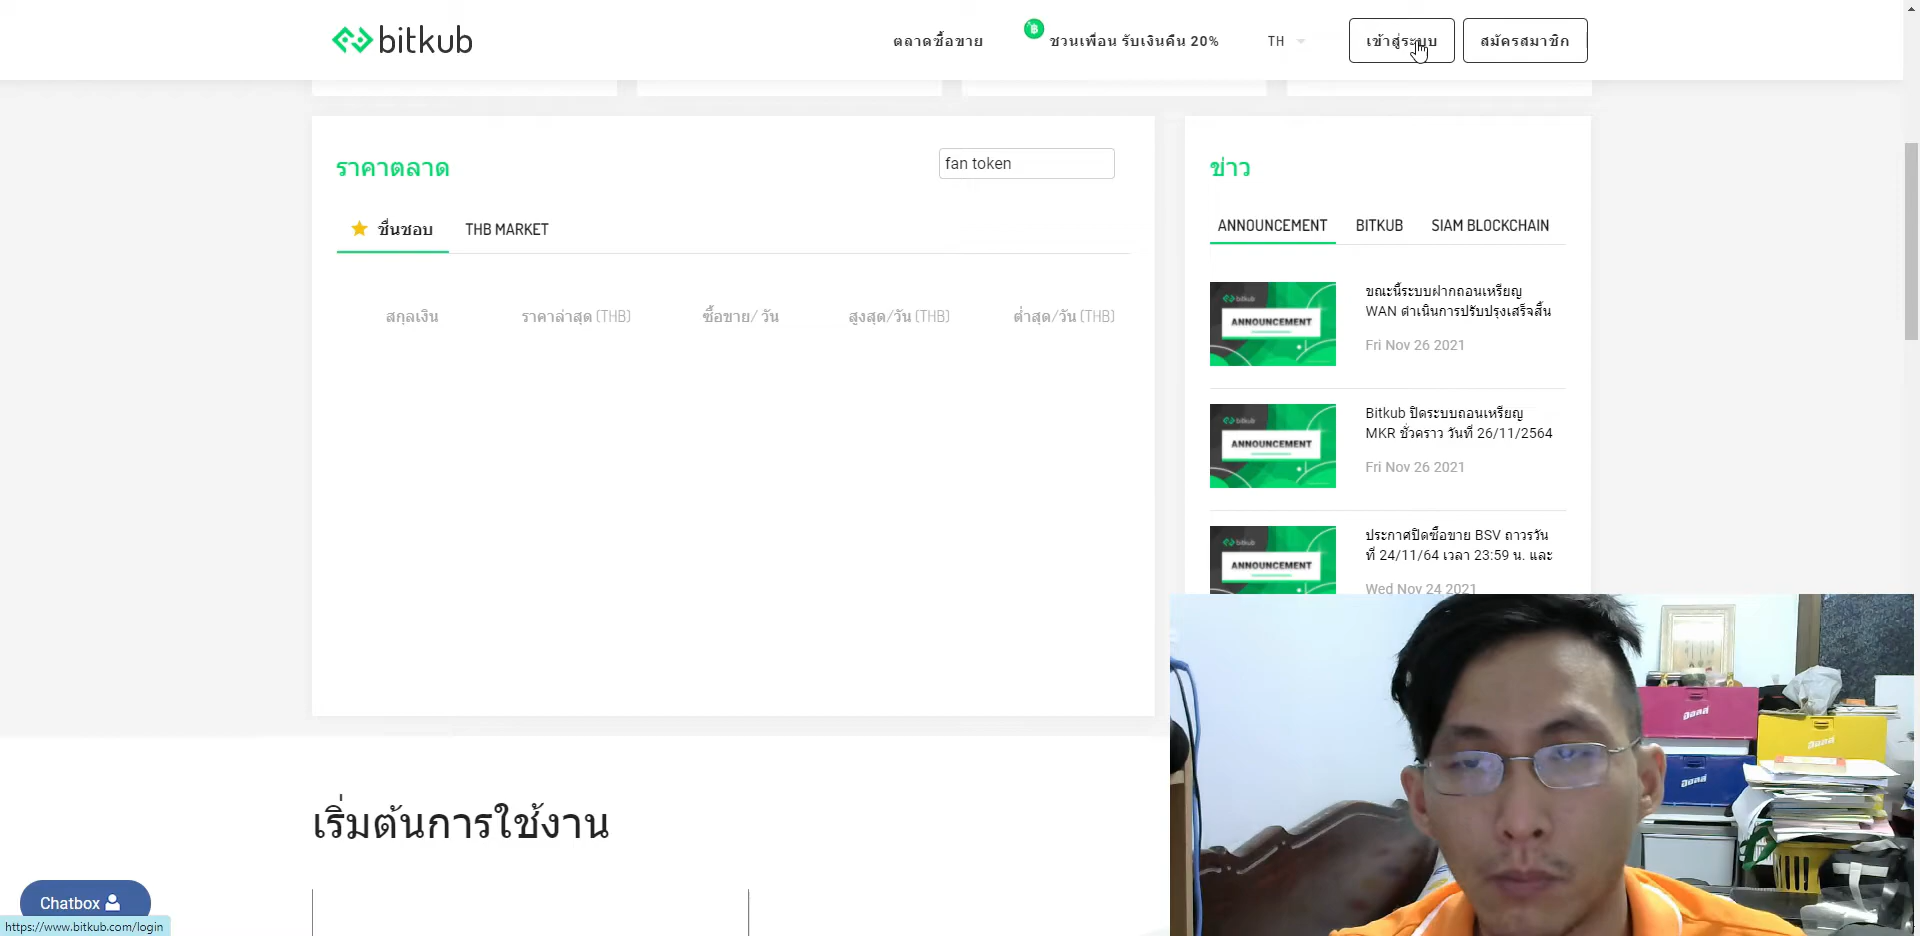 bitkub
ตลาดซื้อขาย
ชวนเพื่อน รับเงินคืน 20%
TH
เข้าสู่ระบบ
สมัครสมาชิก
ราคาตลาด
fan token
ชื่นชอบ
THB MARKET
สกุลเงิน
ราคาล่าสุด (THB)
ซื้อขาย/ วัน
สูงสุด/วัน (THB)
ต่ำสุด/วัน (THB)
ข่าว
ANNOUNCEMENT
BITKUB
SIAM BLOCKCHAIN
bitkub
ANNOUNCEMENT
ขณะนี้ระบบฝากถอนเหรียญ
WAN ดำเนินการปรับปรุงเสร็จสิ้น
Fri Nov 26 2021
bitkub
ANNOUNCEMENT
Bitkub ปิดระบบถอนเหรียญ
MKR ชั่วคราว วันที่ 26/11/2564
Fri Nov 26 2021
bitkub
ANNOUNCEMENT
ประกาศปิดซื้อขาย BSV ถาวรวัน
ที่ 24/11/64 เวลา 23:59 น. และ
Wed Nov 24 2021
เริ่มต้นการใช้งาน
Chatbox
https://www.bitkub.com/login